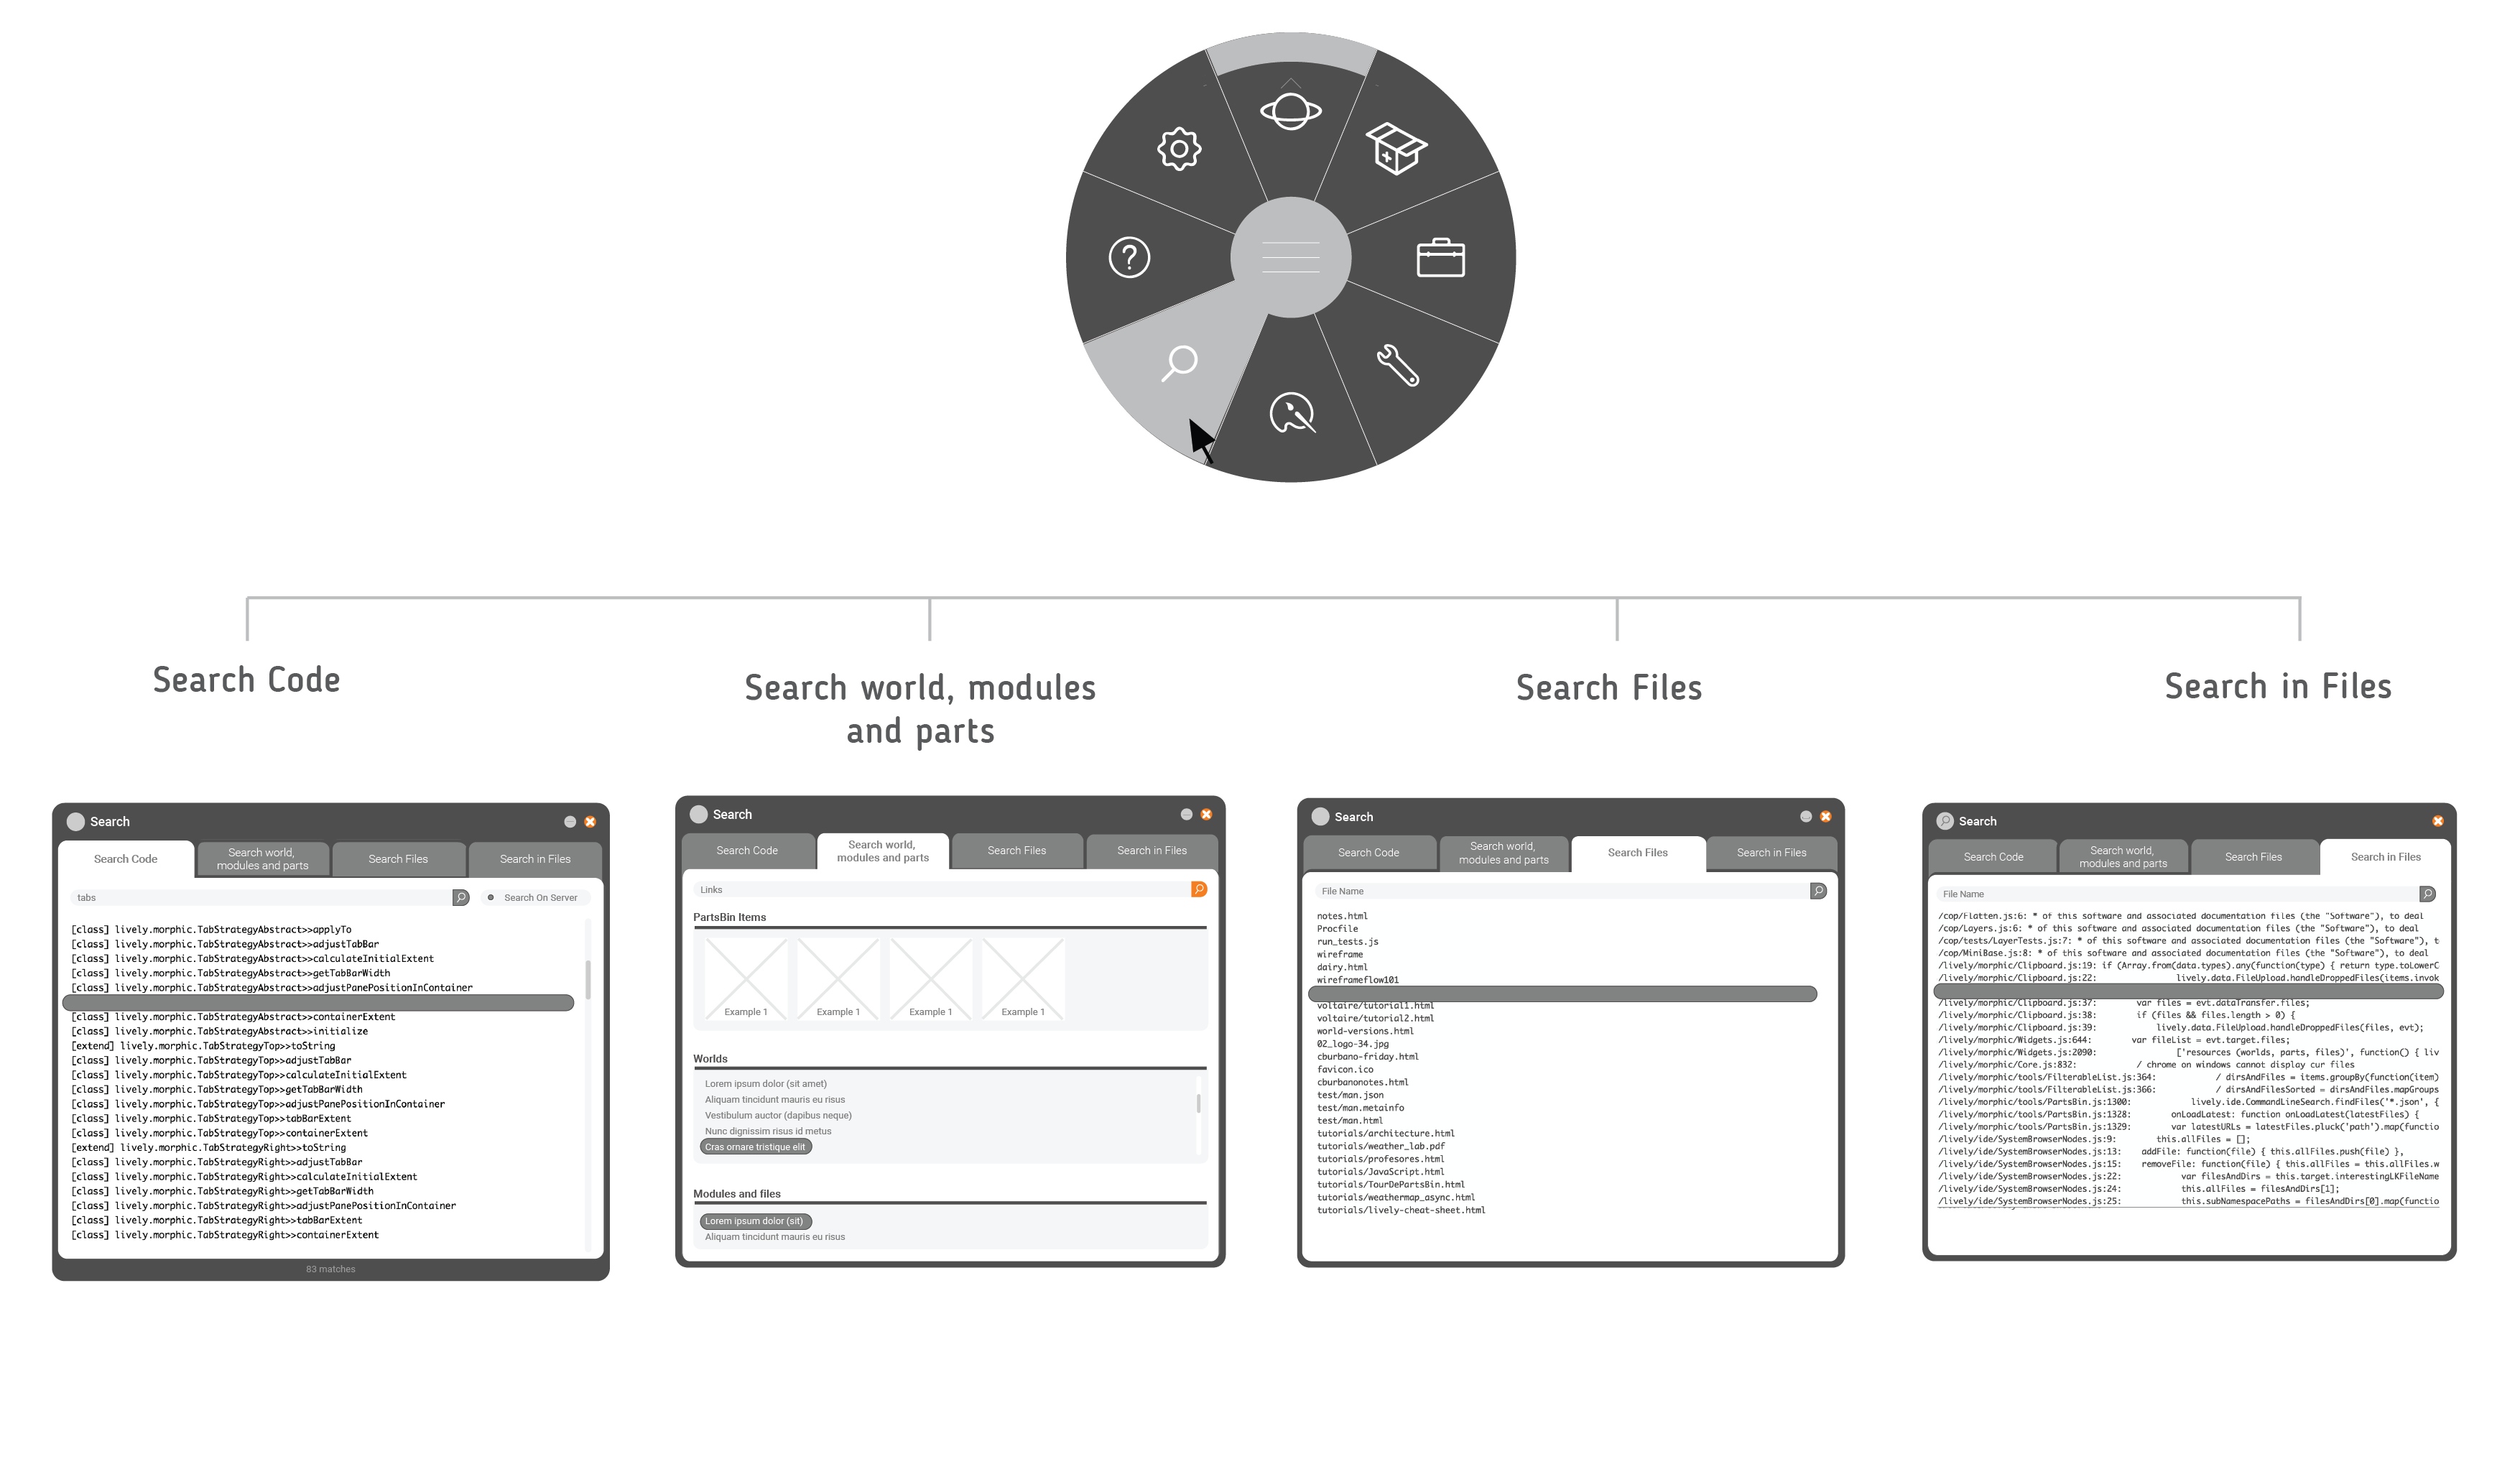 Search Code
Search world, modules
and parts
Search Files
Search in Files
Search
Search Code
Search world,
modules and parts
Search Files
Search in Files
tabs
Search On Server
[class] lively.morphic.TabStrategyAbstract>>applyTo
[class] lively.morphic.TabStrategyAbstract>>adjustTabBar
[class] lively.morphic.TabStrategyAbstract>>calculateInitialExtent
[class] lively.morphic.TabStrategyAbstract>>getTabBarWidth
[class] lively.morphic.TabStrategyAbstract>>adjustPanePositionInContainer
[class] lively.morphic.TabStrategyAbstract>>containerExtent
[class] lively.morphic.TabStrategyAbstract>>initialize
[extend] lively.morphic.TabStrategyTop>>toString
[class] lively.morphic.TabStrategyTop>>adjustTabBar
[class] lively.morphic.TabStrategyTop>>calculateInitialExtent
[class] lively.morphic.TabStrategyTop>>getTabBarWidth
[class] lively.morphic.TabStrategyTop>>adjustPanePositionInContainer
[class] lively.morphic.TabStrategyTop>>tabBarExtent
[class] lively.morphic.TabStrategyTop>>containerExtent
[extend] lively.morphic.TabStrategyRight>>toString
[class] lively.morphic.TabStrategyRight>>adjustTabBar
[class] lively.morphic.TabStrategyRight>>calculateInitialExtent
[class] lively.morphic.TabStrategyRight>>getTabBarWidth
[class] lively.morphic.TabStrategyRight>>adjustPanePositionInContainer
[class] lively.morphic.TabStrategyRight>>tabBarExtent
[class] lively.morphic.TabStrategyRight>>containerExtent
83 matches
Search
Search Code
Search world,
modules and parts
Search Files
Search in Files
Links
PartsBin Items
Example 1
Example 1
Example 1
Example 1
Worlds
Lorem ipsum dolor (sit amet)
Aliquam tincidunt mauris eu risus
Vestibulum auctor (dapibus neque)
Nunc dignissim risus id metus
Cras ornare tristique elit
Modules and files
Lorem ipsum dolor (sit)
Aliquam tincidunt mauris eu risus
Search
Search Code
Search world,
modules and parts
Search Files
Search in Files
File Name
notes.html
Procfile
run_tests.js
wireframe
dairy.html
wireframeflow101
voltaire/tutorial1.html
voltaire/tutorial2.html
world-versions.html
02_logo-34.jpg
cburbano-friday.html
favicon.ico
cburbanonotes.html
test/man.json
test/man.metainfo
test/man.html
tutorials/architecture.html
tutorials/weather_lab.pdf
tutorials/profesores.html
tutorials/JavaScript.html
tutorials/TourDePartsBin.html
tutorials/weathermap_async.html
tutorials/lively-cheat-sheet.html
Search
Search Code
Search world,
modules and parts
Search Files
Search in Files
File Name
/cop/Flatten.js:6: * of this software and associated documentation files (the "Software"), to deal
/cop/Layers.js:6: * of this software and associated documentation files (the "Software"), to deal
/cop/tests/LayerTests.js:7: * of this software and associated documentation files (the "Software"), t
/cop/MiniBase.js:8: * of this software and associated documentation files (the "Software"), to deal
/lively/morphic/Clipboard.js:19: if (Array.from(data.types).any(function(type) { return type.toLowerC
/lively/morphic/Clipboard.js:22: lively.data.FileUpload.handleDroppedFiles(items.invok
/lively/morphic/Clipboard.js:37: var files = evt.dataTransfer.files;
/lively/morphic/Clipboard.js:38: if (files && files.length > 0) {
/lively/morphic/Clipboard.js:39: lively.data.FileUpload.handleDroppedFiles(files, evt);
/lively/morphic/Widgets.js:644: var fileList = evt.target.files;
/lively/morphic/Widgets.js:2090: ['resources (worlds, parts, files)', function() { liv
/lively/morphic/Core.js:832: / chrome on windows cannot display cur files
/lively/morphic/tools/FilterableList.js:364: / dirsAndFiles = items.groupBy(function(item)
/lively/morphic/tools/FilterableList.js:366: / dirsAndFilesSorted = dirsAndFiles.mapGroups
/lively/morphic/tools/PartsBin.js:1300: lively.ide.CommandLineSearch.findFiles('*.json', {
/lively/morphic/tools/PartsBin.js:1328: onLoadLatest: function onLoadLatest(latestFiles) {
/lively/morphic/tools/PartsBin.js:1329: var latestURLs = latestFiles.pluck('path').map(functio
/lively/ide/SystemBrowserNodes.js:9: this.allFiles = [];
/lively/ide/SystemBrowserNodes.js:13: addFile: function(file) { this.allFiles.push(file) },
/lively/ide/SystemBrowserNodes.js:15: removeFile: function(file) { this.allFiles = this.allFiles.w
/lively/ide/SystemBrowserNodes.js:22: var filesAndDirs = this.target.interestingLKFileName
/lively/ide/SystemBrowserNodes.js:24: this.allFiles = filesAndDirs[1];
/lively/ide/SystemBrowserNodes.js:25: this.subNamespacePaths = filesAndDirs[0].map(functio